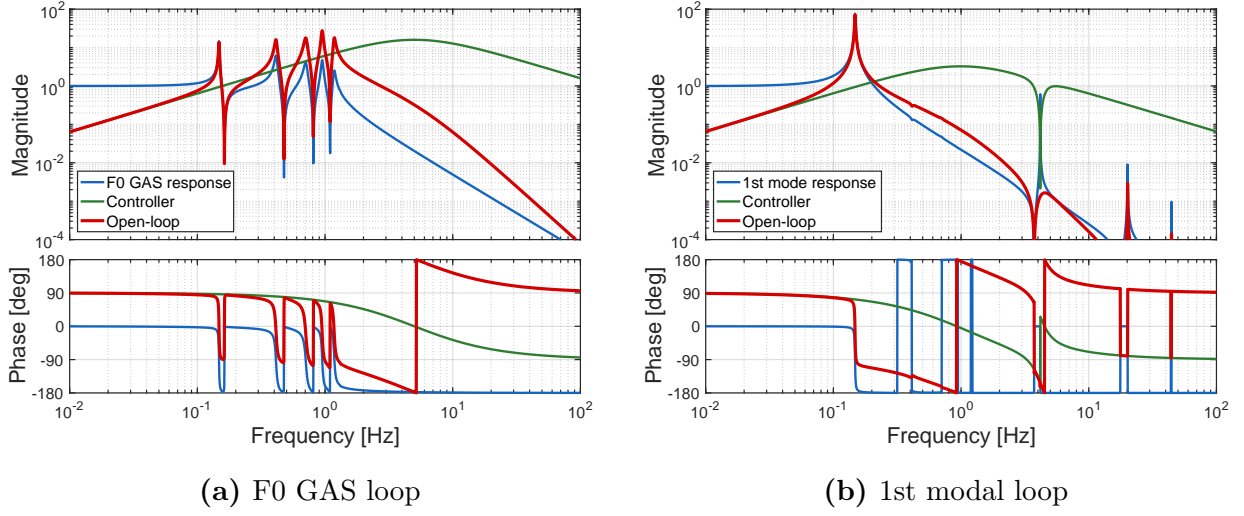 10^2
10^0
10^-2
10^-4
Magnitude
F0 GAS response
Controller
Open-loop
180
90
0
-90
-180
Phase [deg]
10^-2
10^-1
10^0
10^1
10^2
Frequency [Hz]
(a) F0 GAS loop
10^2
10^0
10^-2
10^-4
Magnitude
1st mode response
Controller
Open-loop
180
90
0
-90
-180
Phase [deg]
10^-2
10^-1
10^0
10^1
10^2
Frequency [Hz]
(b) 1st modal loop